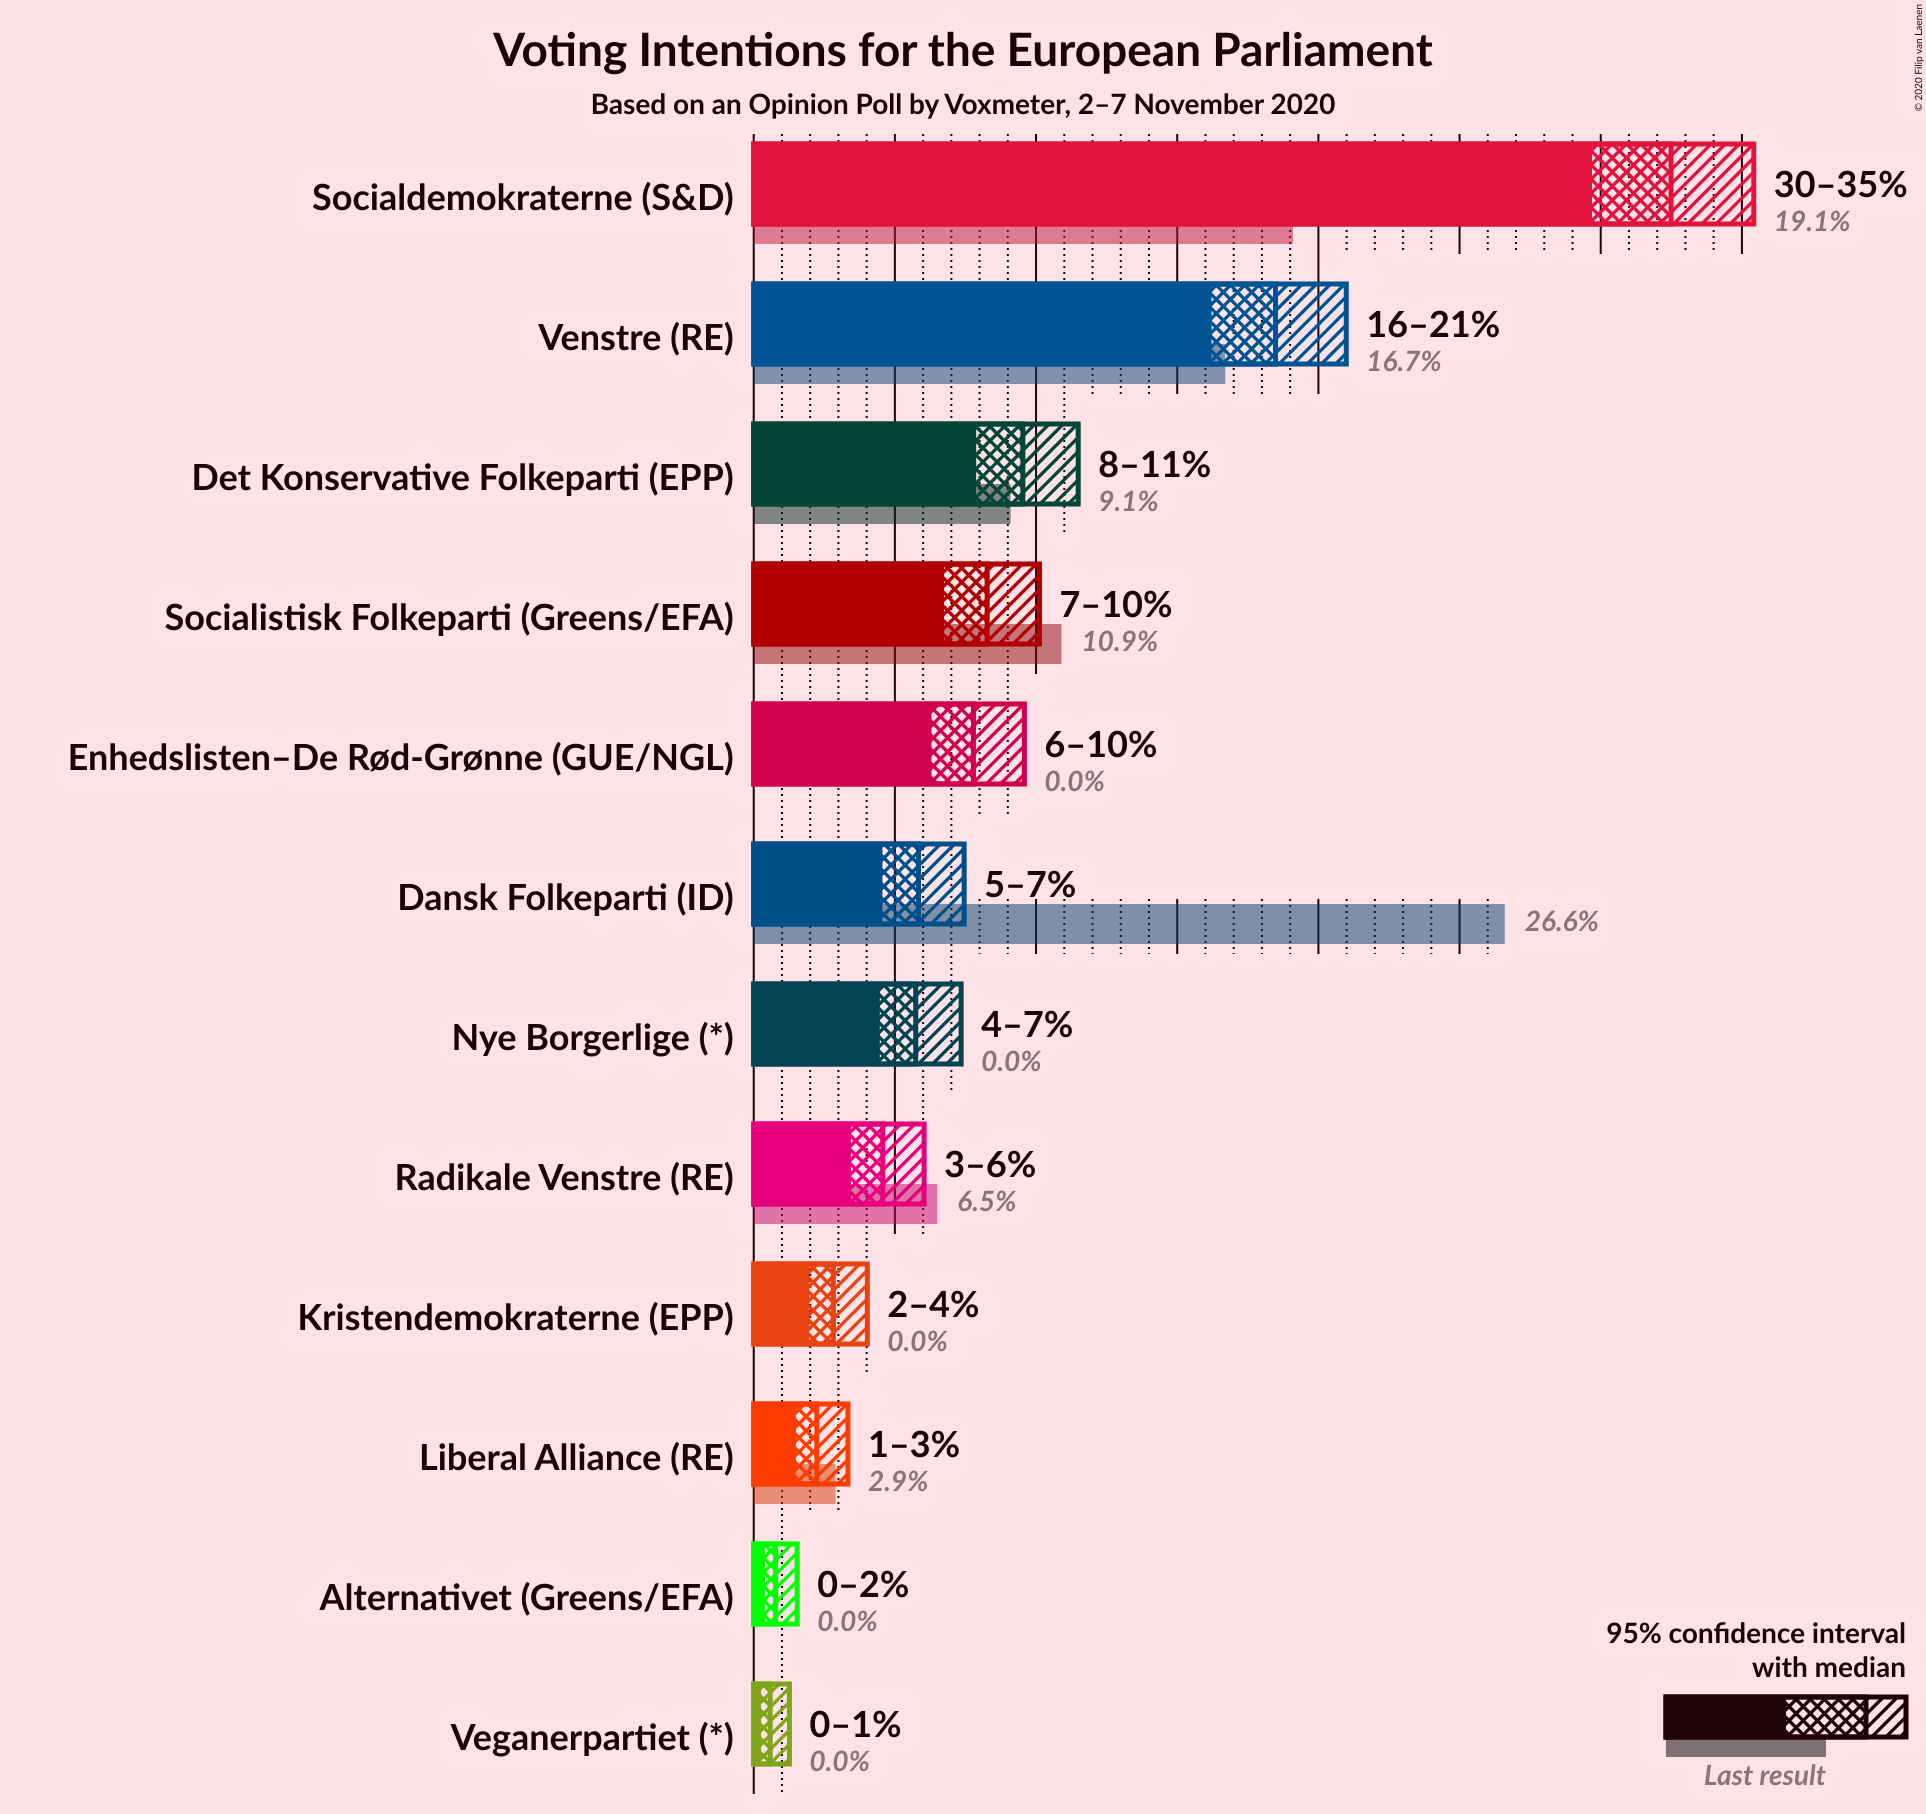 Voting Intentions for the European Parliament
Based on an Opinion Poll by Voxmeter, 2–7 November 2020
© 2020 Filip van Laenen
Socialdemokraterne (S&D)
30–35%
19.1%
Venstre (RE)
16–21%
16.7%
Det Konservative Folkeparti (EPP)
8–11%
9.1%
Socialistisk Folkeparti (Greens/EFA)
7–10%
10.9%
Enhedslisten–De Rød-Grønne (GUE/NGL)
6–10%
0.0%
Dansk Folkeparti (ID)
5–7%
26.6%
Nye Borgerlige (*)
4–7%
0.0%
Radikale Venstre (RE)
3–6%
6.5%
Kristendemokraterne (EPP)
2–4%
0.0%
Liberal Alliance (RE)
1–3%
2.9%
Alternativet (Greens/EFA)
0–2%
0.0%
Veganerpartiet (*)
0–1%
0.0%
95% confidence interval
with median
Last result